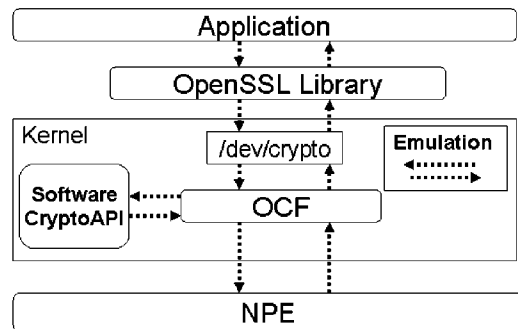 Application
OpenSSL Library
Kernel
/dev/crypto
Emulation
Software
CryptoAPI
OCF
NPE